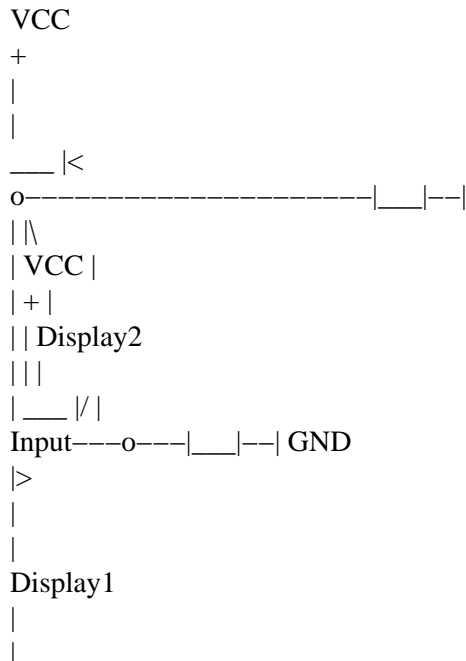 VCC
+
|
|
___ |<
o−−−−−−−−−−−−−−−−−−−−−|___|−−|
| |\
| VCC |
| + |
| | Display2
| | |
| ___ |/ |
Input−−−o−−−|___|−−| GND
|>
|
|
Display1
|
|